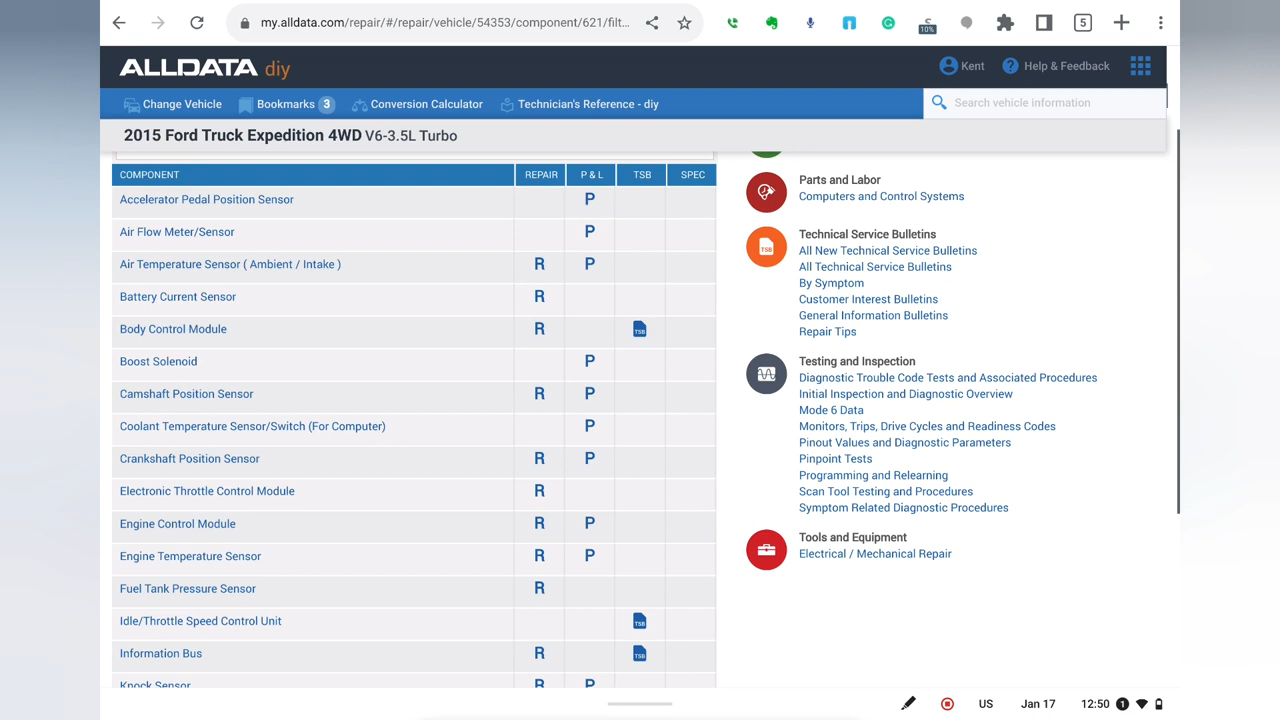 my.alldata.com/repair/#/repair/vehicle/54353/component/621/filt...
10%
5
ALLDATA diy
Kent
Help & Feedback
Change Vehicle
Bookmarks 3
Conversion Calculator
Technician's Reference - diy
Search vehicle information
2015 Ford Truck Expedition 4WD V6-3.5L Turbo
COMPONENT REPAIR P & L TSB SPEC
Accelerator Pedal Position Sensor P
Air Flow Meter/Sensor P
Air Temperature Sensor ( Ambient / Intake ) R P
Battery Current Sensor R
Body Control Module R TSB
Boost Solenoid P
Camshaft Position Sensor R P
Coolant Temperature Sensor/Switch (For Computer) P
Crankshaft Position Sensor R P
Electronic Throttle Control Module R
Engine Control Module R P
Engine Temperature Sensor R P
Fuel Tank Pressure Sensor R
Idle/Throttle Speed Control Unit TSB
Information Bus R TSB
Knock Sensor R P
Parts and Labor
Computers and Control Systems
TSB
Technical Service Bulletins
All New Technical Service Bulletins
All Technical Service Bulletins
By Symptom
Customer Interest Bulletins
General Information Bulletins
Repair Tips
Testing and Inspection
Diagnostic Trouble Code Tests and Associated Procedures
Initial Inspection and Diagnostic Overview
Mode 6 Data
Monitors, Trips, Drive Cycles and Readiness Codes
Pinout Values and Diagnostic Parameters
Pinpoint Tests
Programming and Relearning
Scan Tool Testing and Procedures
Symptom Related Diagnostic Procedures
Tools and Equipment
Electrical / Mechanical Repair
US
Jan 17
12:50
1